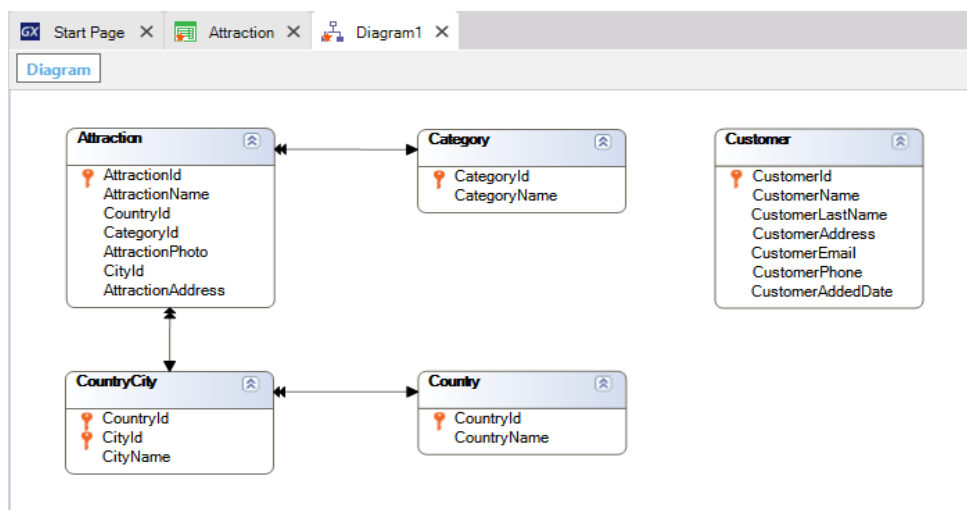 GX Start Page Attraction Diagram1
Diagram
Attraction
AttractionId
AttractionName
CountryId
CategoryId
AttractionPhoto
CityId
AttractionAddress
Category
CategoryId
CategoryName
Customer
CustomerId
CustomerName
CustomerLastName
CustomerAddress
CustomerEmail
CustomerPhone
CustomerAddedDate
CountryCity
CountryId
CityId
CityName
Country
CountryId
CountryName